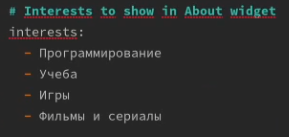 # Interests to show in About widget
interests:
- Программирование
- Учеба
- Игры
- Фильмы и сериалы